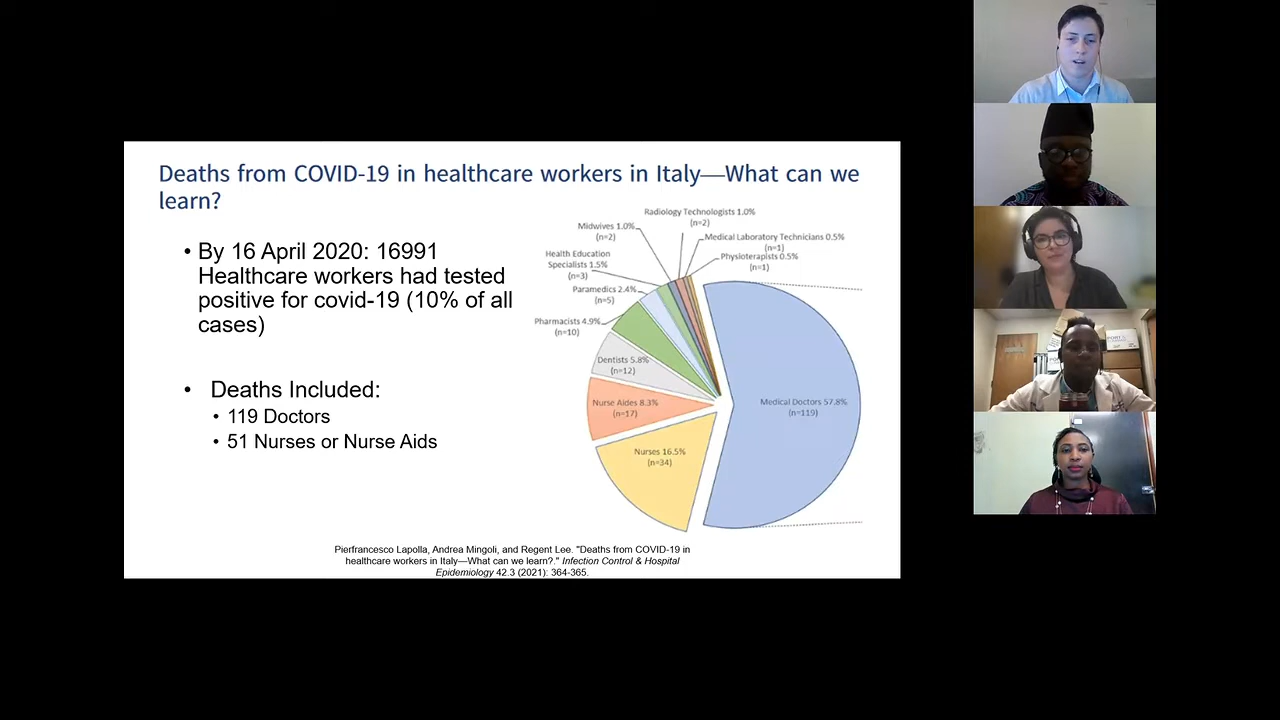 Deaths from COVID-19 in healthcare workers in Italy—What can we
learn?
• By 16 April 2020: 16991
Healthcare workers had tested
positive for covid-19 (10% of all
cases)
• Deaths Included:
• 119 Doctors
• 51 Nurses or Nurse Aids
Radiology Technologists 1.0%
(n=2)
Midwives 1.0%
(n=2)
Medical Laboratory Technicians 0.5%
(n=1)
Physioterapists 0.5%
(n=1)
Health Education
Specialists 1.5%
(n=3)
Paramedics 2.4%
(n=5)
Pharmacists 4.9%
(n=10)
Dentists 5.8%
(n=12)
Nurse Aides 8.3%
(n=17)
Nurses 16.5%
(n=34)
Medical Doctors 57.8%
(n=119)
Pierfrancesco Lapolla, Andrea Mingoli, and Regent Lee. "Deaths from COVID-19 in
healthcare workers in Italy—What can we learn?." Infection Control & Hospital
Epidemiology 42.3 (2021): 364-365.